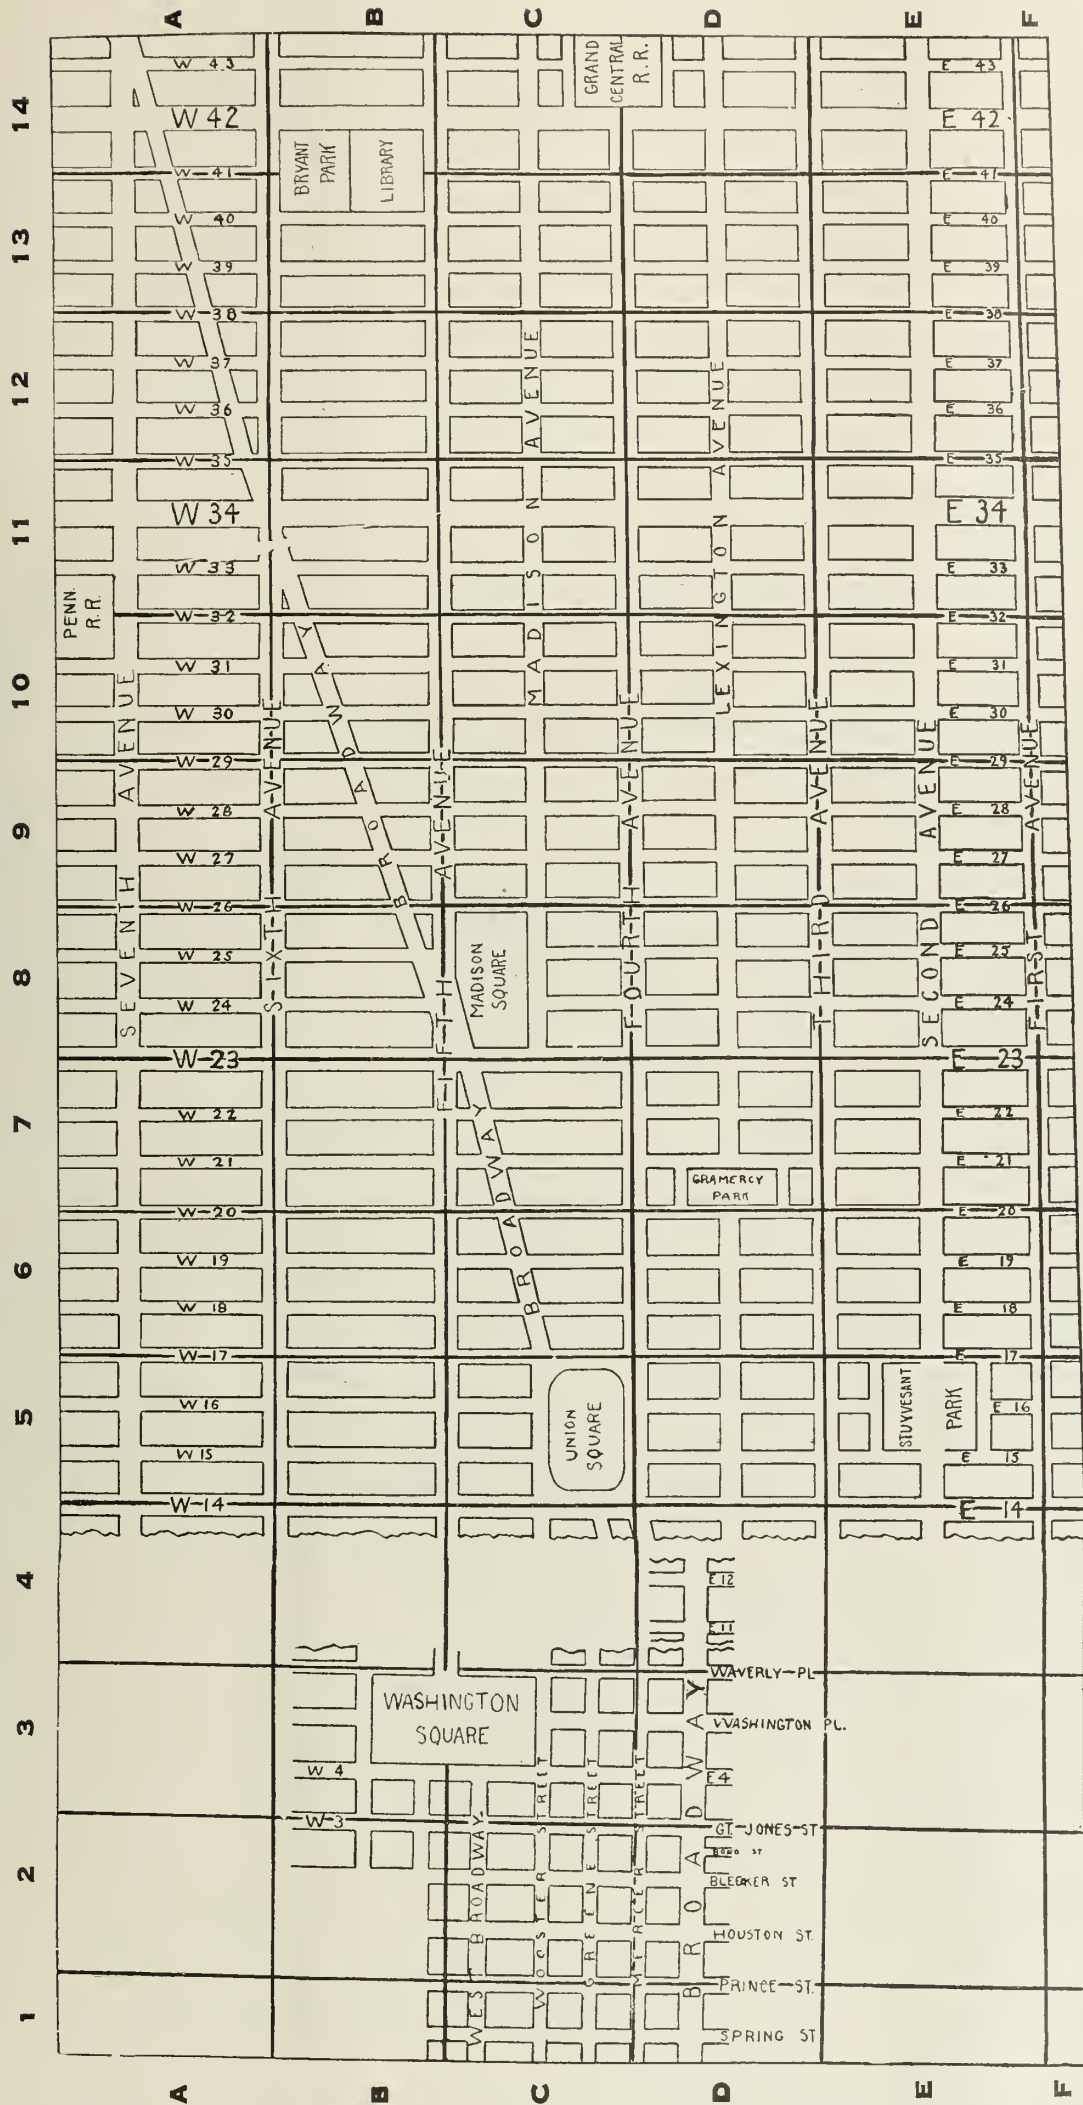 A
B
C
D
E
F
14
13
12
11
10
9
8
7
6
5
4
3
2
1
A
B
C
D
E
F
W 43
W 42
W-41
W 40
W 39
W-38
W 37
W 36
W-35
W 34
W 33
W-32
W 31
W 30
W-29
W 28
W 27
W-26
W 25
W 24
W-23
W 22
W 21
W-20
W 19
W 18
W-17
W 16
W 15
W-14
E 43
E 42
E 41
E 40
E 39
E 38
E 37
E 36
E 35
E 34
E 33
E 32
E 31
E 30
E 29
E 28
E 27
E 26
E 25
E 24
E 23
E 22
E 21
E 20
E 19
E 18
E 17
E 16
E 15
E 14
E 12
E 11
GRAND
CENTRAL
R.R.
BRYANT
PARK
LIBRARY
PENN.
R.R.
SEVENTH AVENUE
SIXTH AVENUE
BROADWAY
FIFTH AVENUE
MADISON AVENUE
FOURTH AVENUE
LEXINGTON AVENUE
THIRD AVENUE
SECOND AVENUE
FIRST AVENUE
MADISON
SQUARE
BROADWAY
GRAMERCY
PARK
UNION
SQUARE
STUYVESANT
PARK
WASHINGTON
SQUARE
WAVERLY-PL
WASHINGTON PL.
W 4
E 4
W-3
GT-JONES-ST
BOND ST
BLEEKER ST
HOUSTON ST.
PRINCE-ST.
SPRING ST
WEST BROADWAY.
WOOSTER STREET
GREENE STREET
MERCER STREET
BROADWAY